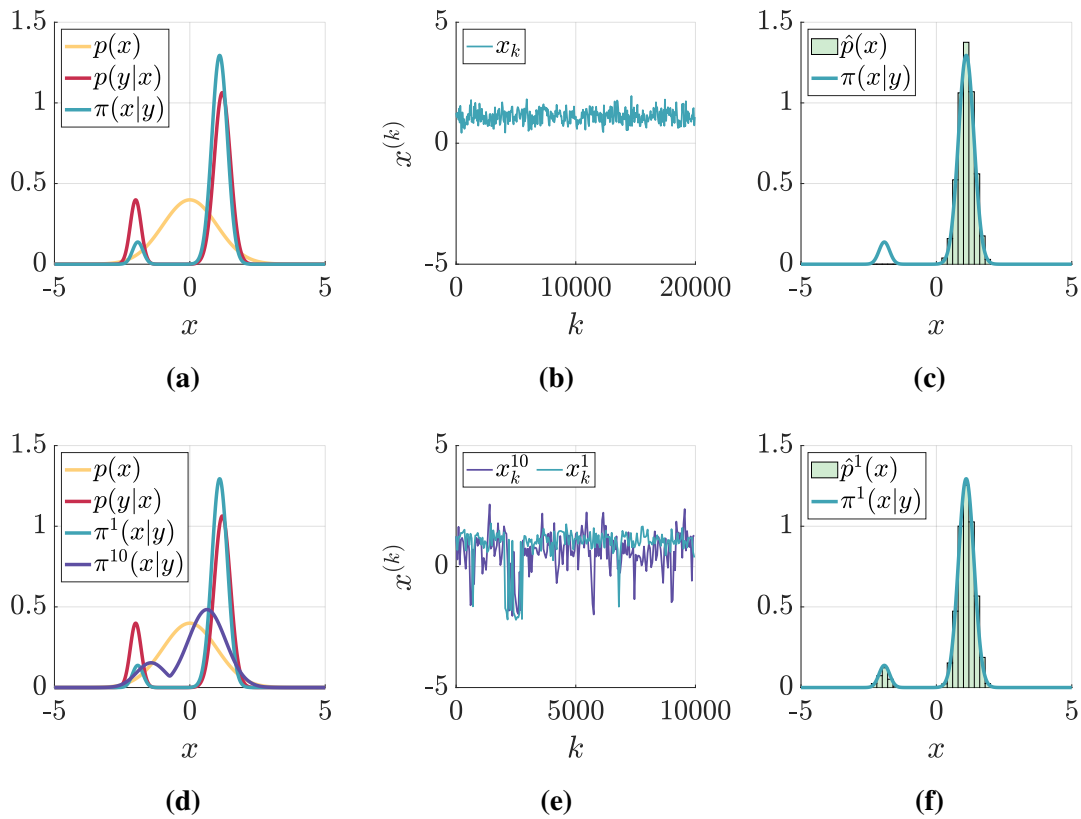 1.5
1
0.5
0
-5
0
5
x
p(x)
p(y|x)
π(x|y)
(a)
5
0
-5
0
10000
20000
x^{(k)}
k
x_k
(b)
1.5
1
0.5
0
-5
0
5
x
p̂(x)
π(x|y)
(c)
1.5
1
0.5
0
-5
0
5
x
p(x)
p(y|x)
π^1(x|y)
π^{10}(x|y)
(d)
5
0
-5
0
5000
10000
x^{(k)}
k
x_k^{10} x_k^1
(e)
1.5
1
0.5
0
-5
0
5
x
p̂^1(x)
π^1(x|y)
(f)